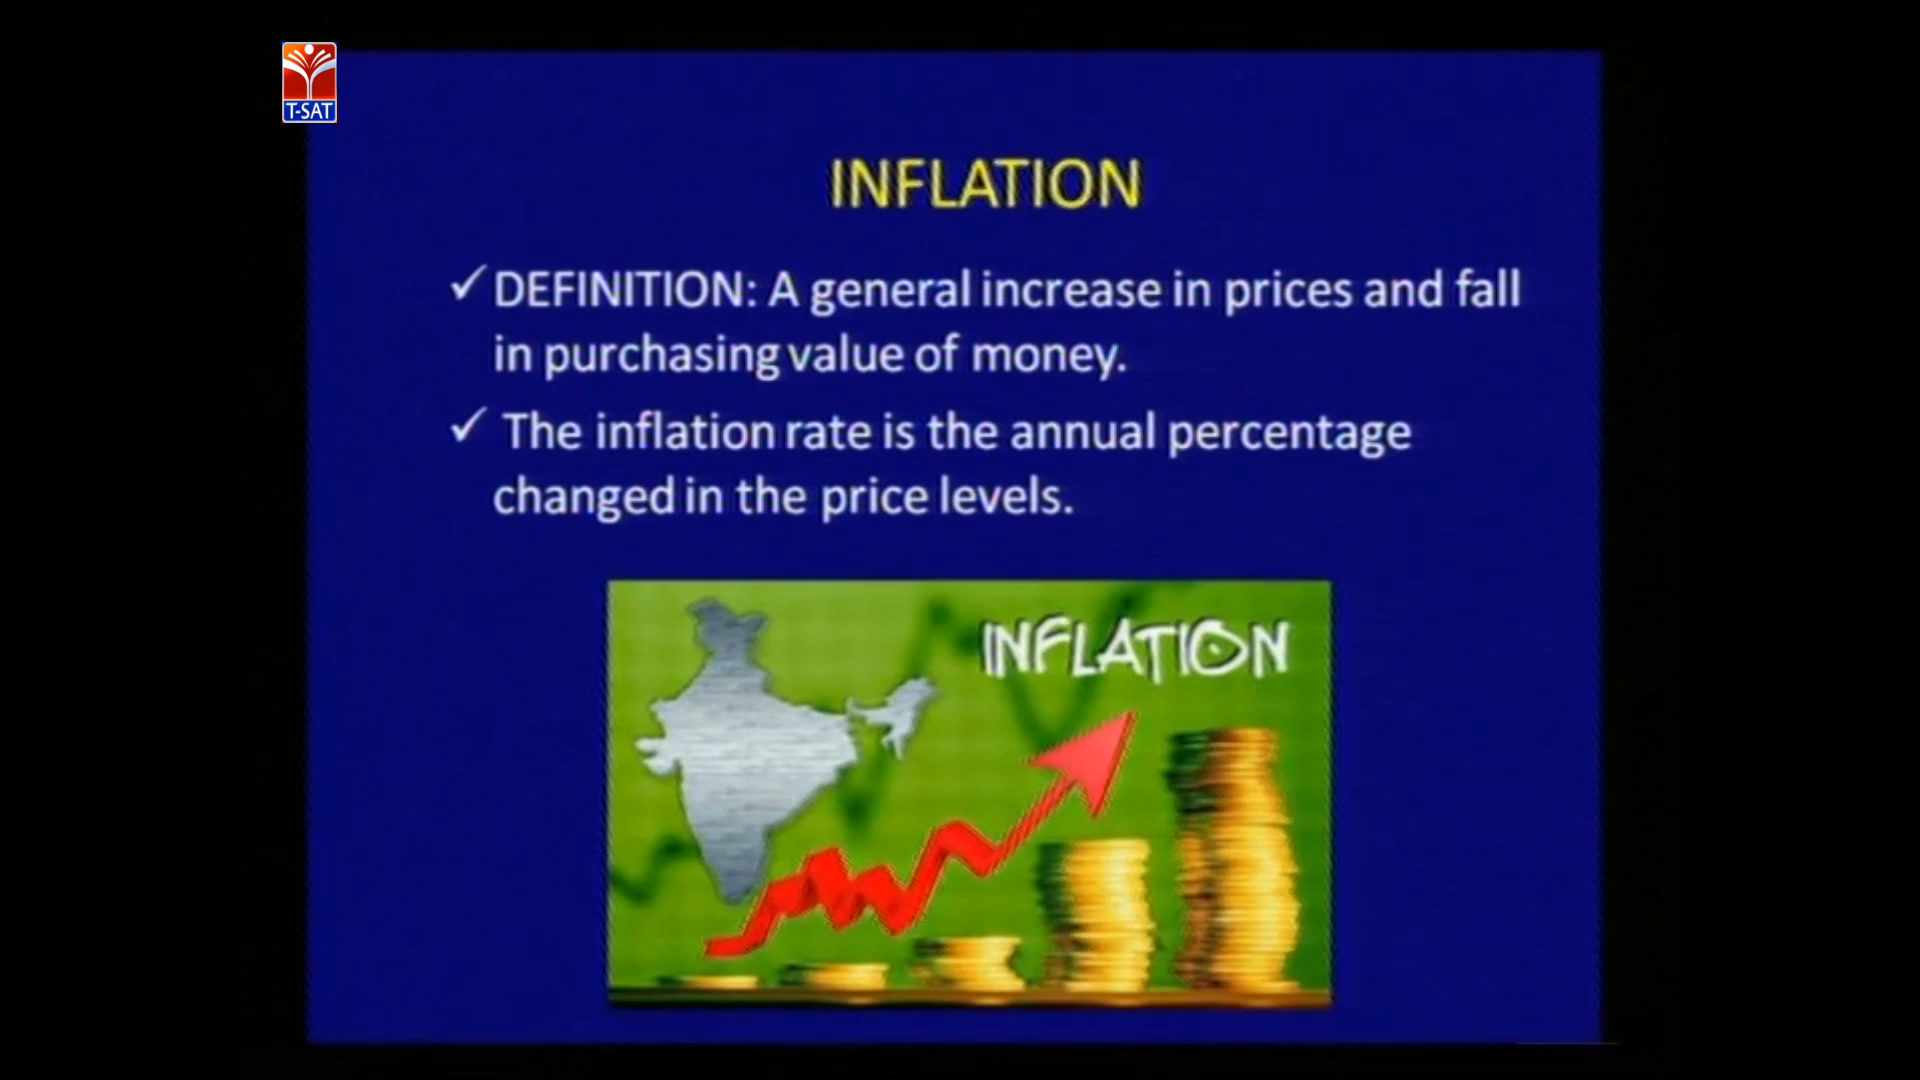 T-SAT
INFLATION
✓ DEFINITION: A general increase in prices and fall
in purchasing value of money.
✓ The inflation rate is the annual percentage
changed in the price levels.
INFLATION